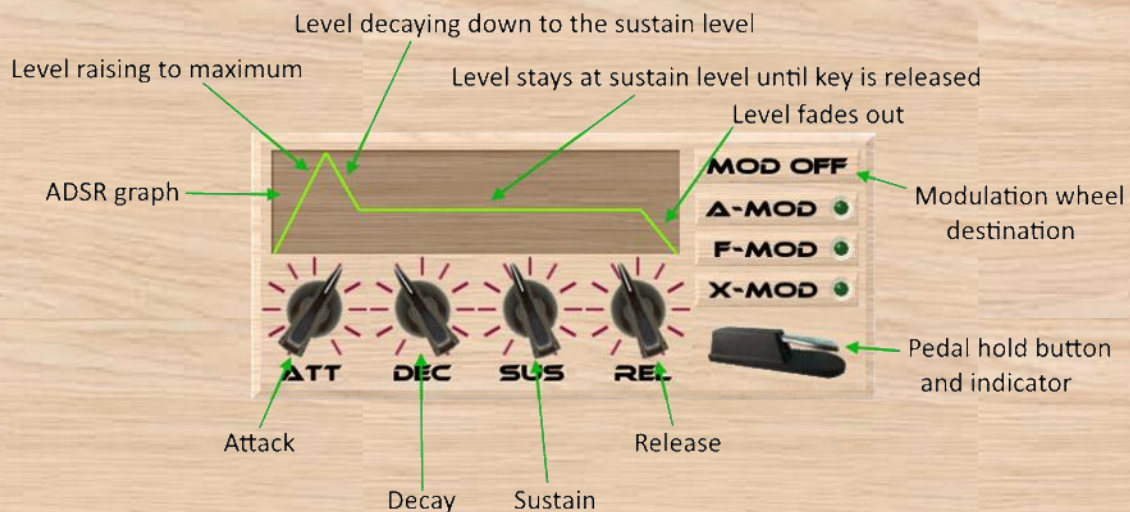 Level decaying down to the sustain level
Level raising to maximum
Level stays at sustain level until key is released
Level fades out
ADSR graph
MOD OFF
Modulation wheel
destination
A-MOD
F-MOD
X-MOD
Pedal hold button
and indicator
ATT DEC SUS REL
Attack
Release
Decay
Sustain